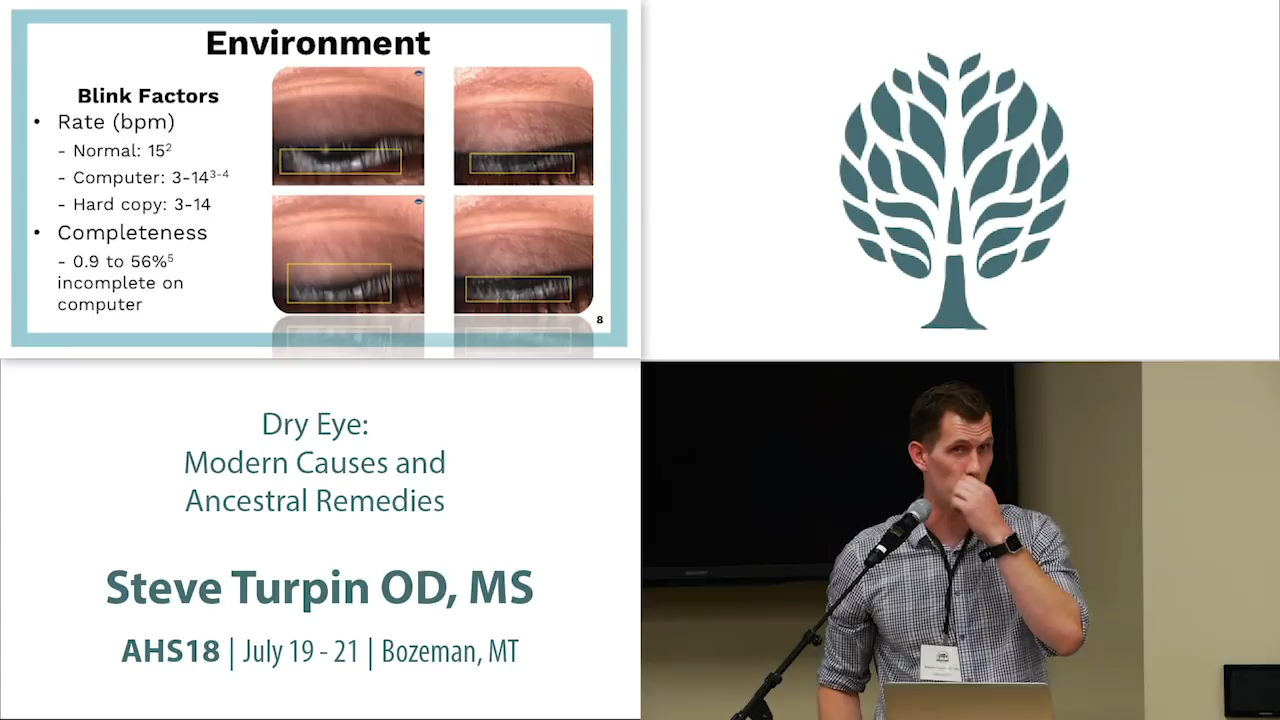 Environment
Blink Factors
• Rate (bpm)
- Normal: 15²
- Computer: 3-14³⁻⁴
- Hard copy: 3-14
• Completeness
- 0.9 to 56%⁵
incomplete on
computer
8
Dry Eye:
Modern Causes and
Ancestral Remedies
Steve Turpin OD, MS
AHS18 | July 19 - 21 | Bozeman, MT